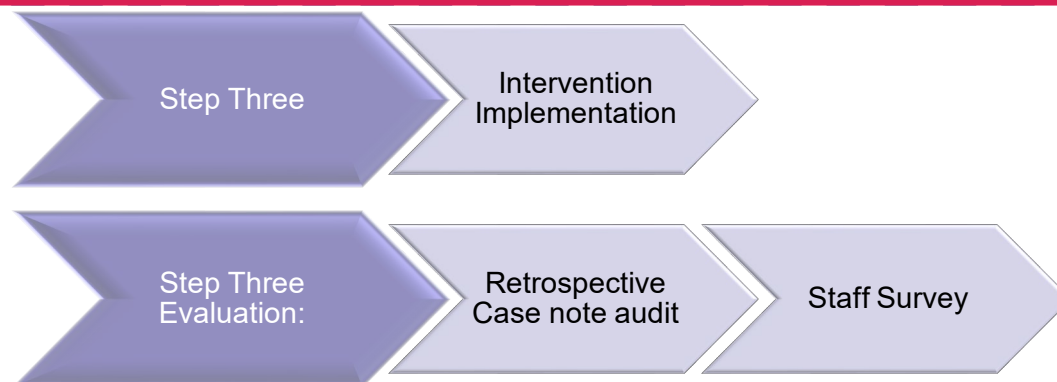 Step Three
Intervention
Implementation
Step Three
Evaluation:
Retrospective
Case note audit
Staff Survey